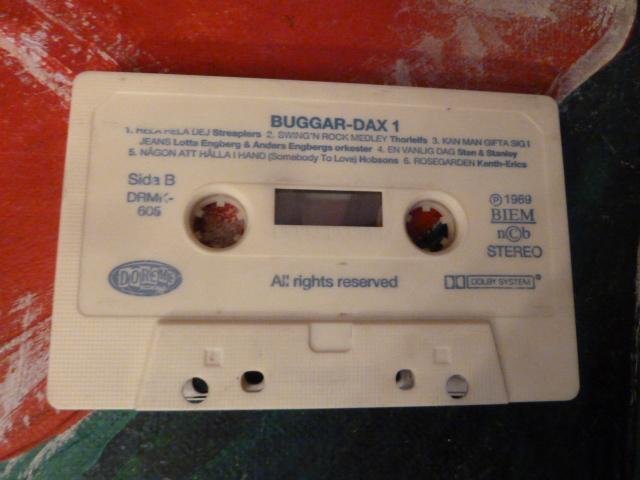 BUGGAR-DAX 1
1. HELA HELA DEJ Streaplers 2. SWING'N ROCK MEDLEY Thorleifs 3. KAN MAN GIFTA SIG I
JEANS Lotta Engberg & Anders Engbergs orkester 4. EN VANLIG DAG Sten & Stanley
5. NÅGON ATT HÅLLA I HAND (Somebody To Love) Hobsons 6. ROSEGARDEN Kenth-Erics
Sida B
DRMK-
605
Ⓟ 1989
BIEM
n©b
STEREO
DOREME
All rights reserved
DOLBY SYSTEM®